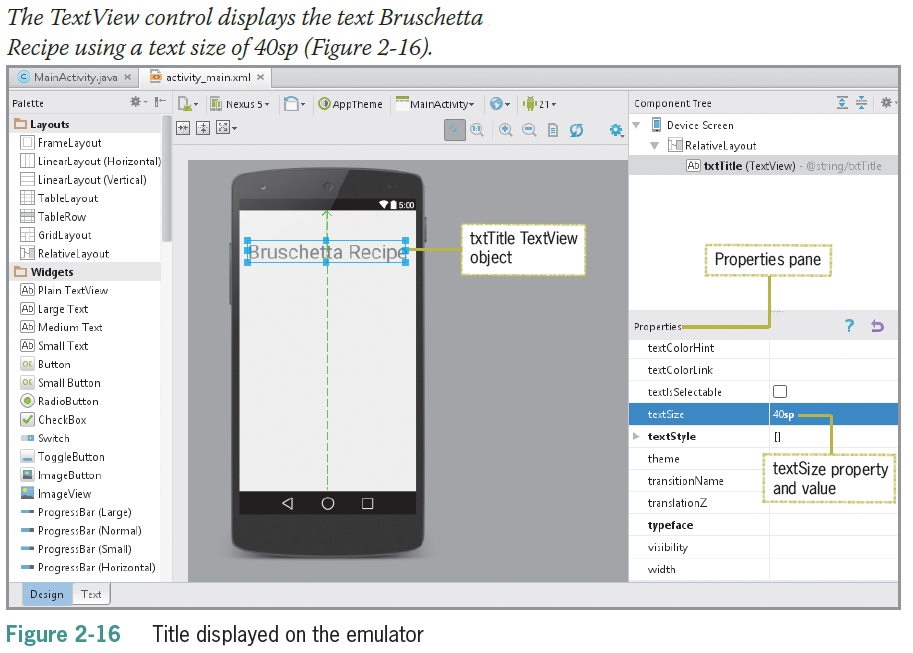 The TextView control displays the text Bruschetta
Recipe using a text size of 40sp (Figure 2-16).
MainActivity.java
activity_main.xml
Palette
Nexus 5
AppTheme
MainActivity
21
Component Tree
Layouts
FrameLayout
LinearLayout (Horizontal)
LinearLayout (Vertical)
TableLayout
TableRow
GridLayout
RelativeLayout
Widgets
Plain TextView
Large Text
Medium Text
Small Text
Button
Small Button
RadioButton
CheckBox
Switch
ToggleButton
ImageButton
ImageView
ProgressBar (Large)
ProgressBar (Normal)
ProgressBar (Small)
ProgressBar (Horizontal)
Design
Text
5:00
Bruschetta Recipe
txtTitle TextView
object
Device Screen
RelativeLayout
Ab txtTitle (TextView) - @string/txtTitle
Properties pane
Properties
textColorHint
textColorLink
textIsSelectable
textSize 40sp
textStyle []
theme
transitionName
translationZ
typeface
visibility
width
textSize property
and value
Figure 2-16 Title displayed on the emulator